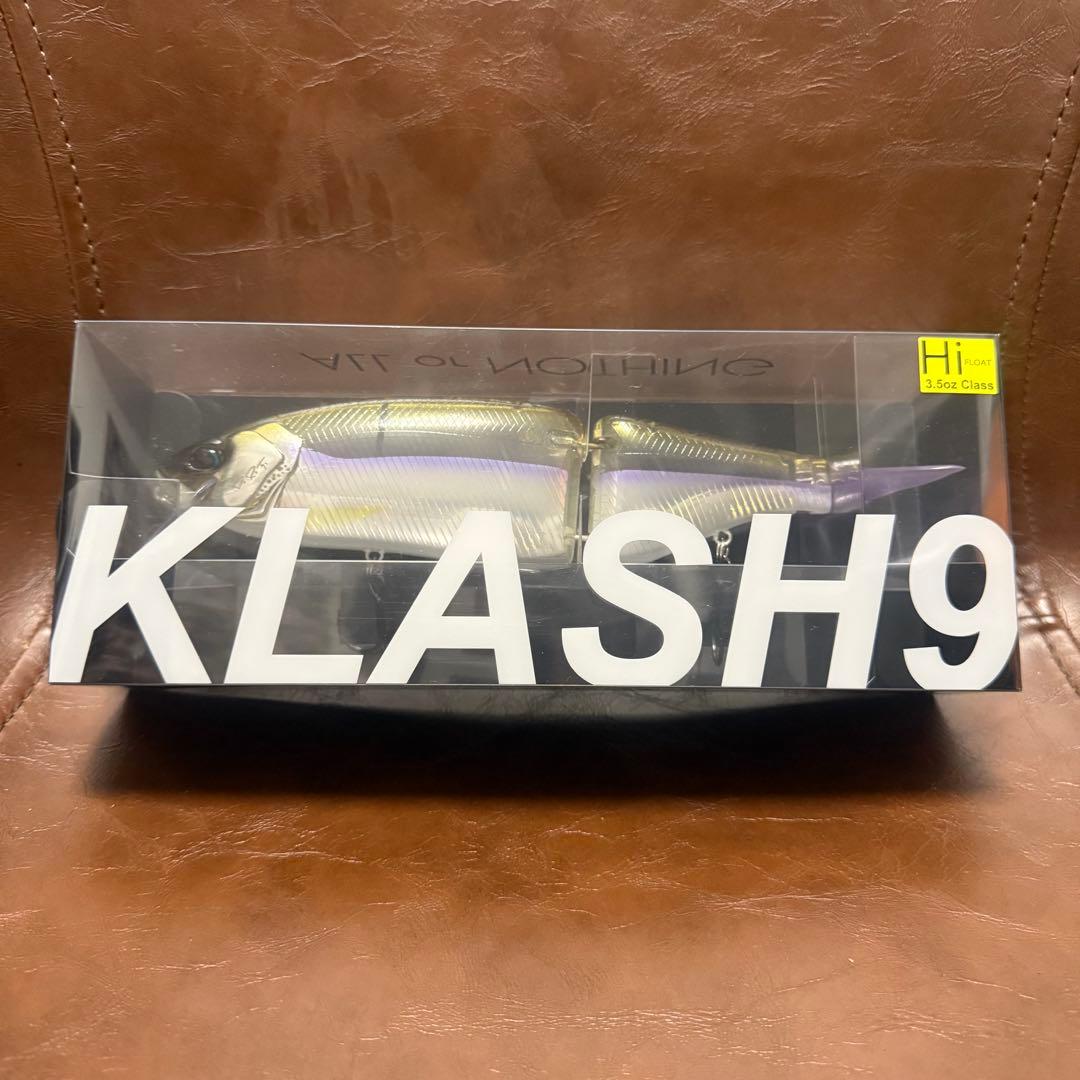 ALL or NOTHING
Hi FLOAT
3.5oz Class
KLASH9